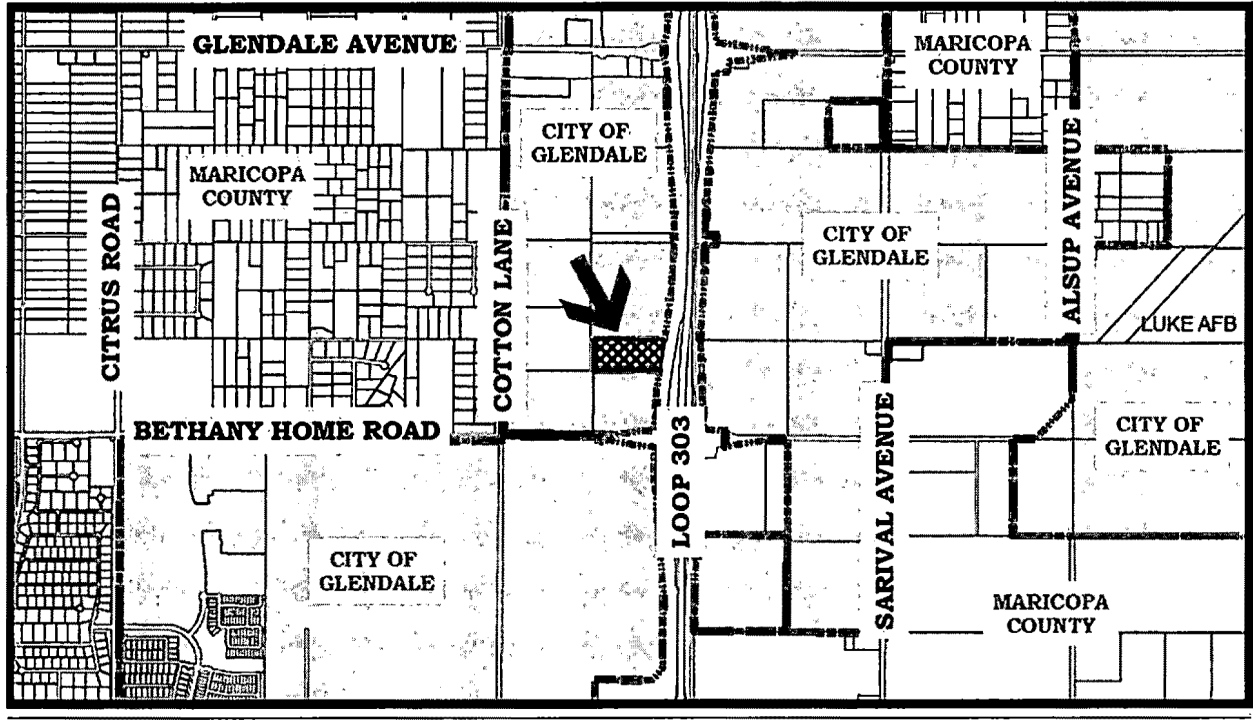 GLENDALE AVENUE
MARICOPA
COUNTY
CITY OF
GLENDALE
ALSUP AVENUE
MARICOPA
COUNTY
CITRUS ROAD
COTTON LANE
CITY OF
GLENDALE
LUKE AFB
BETHANY HOME ROAD
LOOP 303
SARIVAL AVENUE
CITY OF
GLENDALE
CITY OF
GLENDALE
MARICOPA
COUNTY